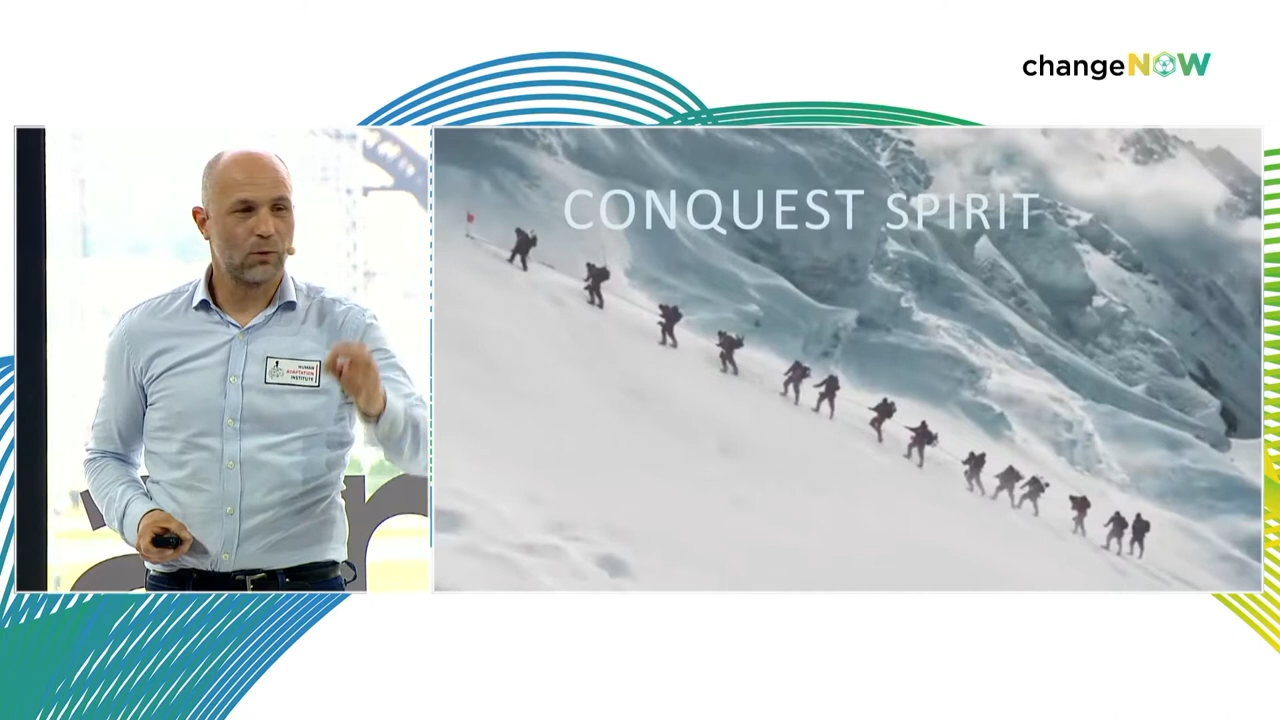 changeNOW
CONQUEST SPIRIT
HUMAN
ADAPTATION
INSTITUTE